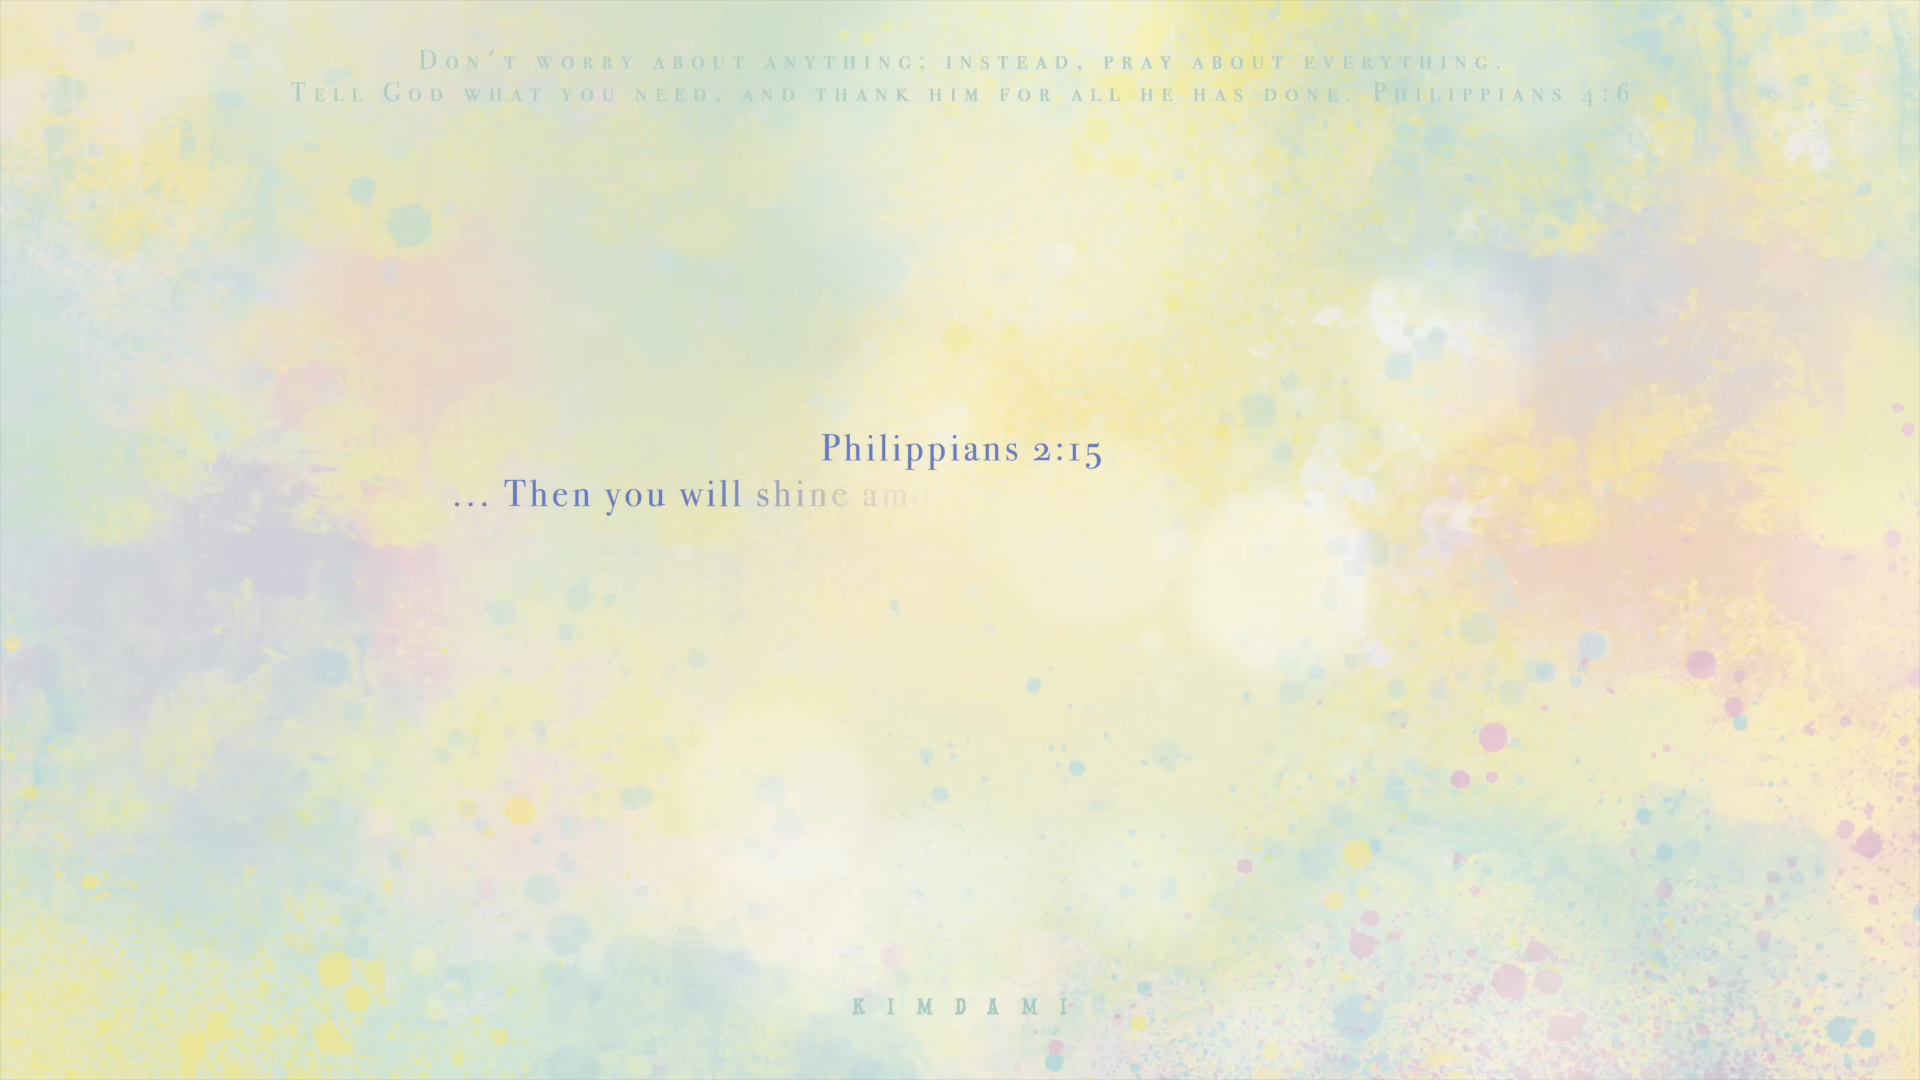 Don't worry about anything; instead, pray about everything.
Tell God what you need, and thank him for all he has done. Philippians 4:6
Philippians 2:15
... Then you will shine amo
KIMDAMI